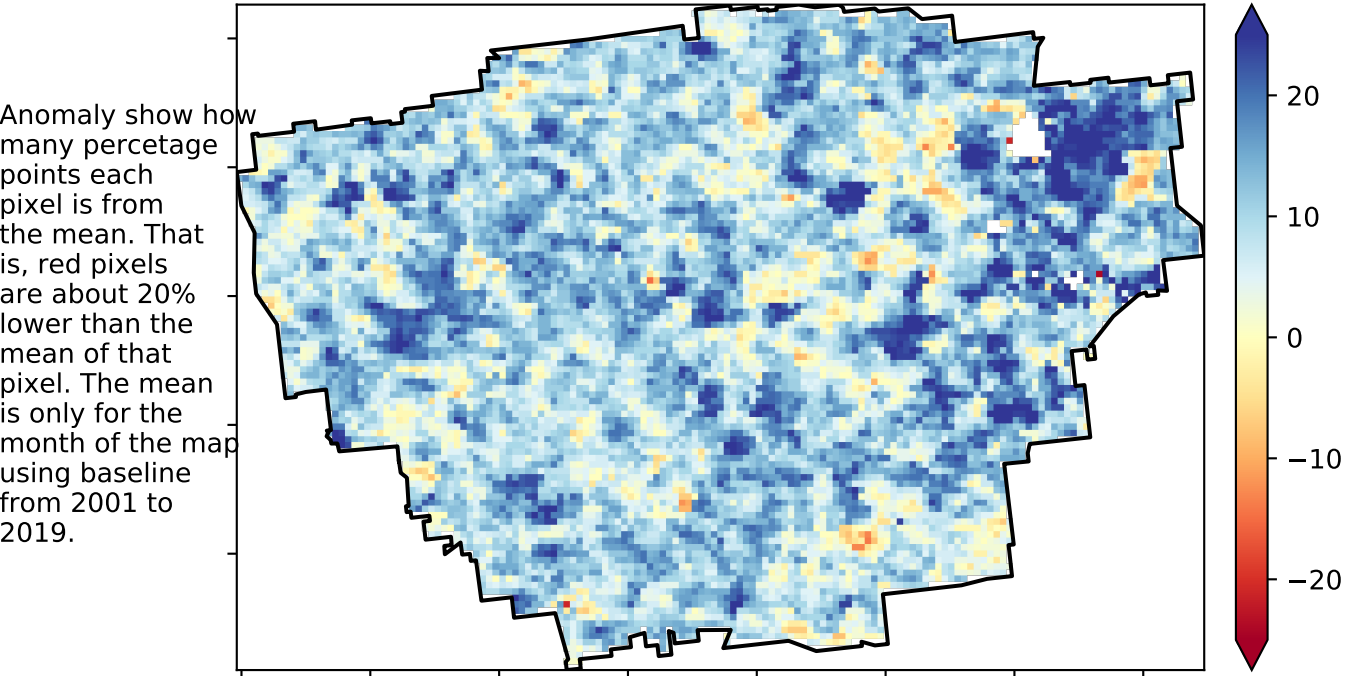 Anomaly show how
many percetage
points each
pixel is from
the mean. That
is, red pixels
are about 20%
lower than the
mean of that
pixel. The mean
is only for the
month of the map
using baseline
from 2001 to
2019.
20
10
0
−10
−20